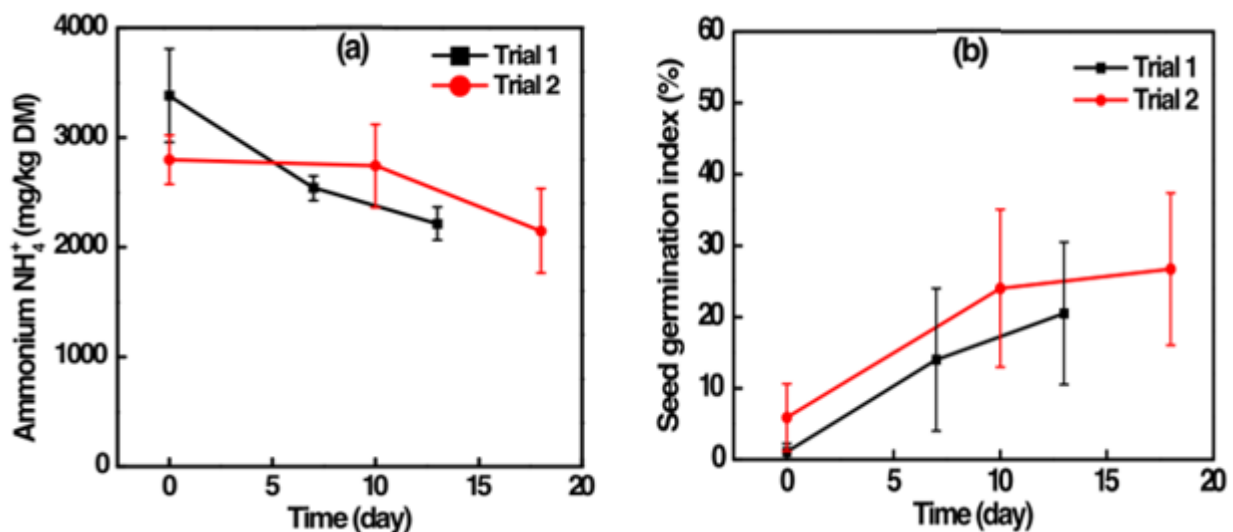 (a)
Trial 1
Trial 2
Ammonium NH₄⁺ (mg/kg DM)
4000
3000
2000
1000
0
0 5 10 15 20
Time (day)
(b)
Trial 1
Trial 2
Seed germination index (%)
60
50
40
30
20
10
0
0 5 10 15 20
Time (day)